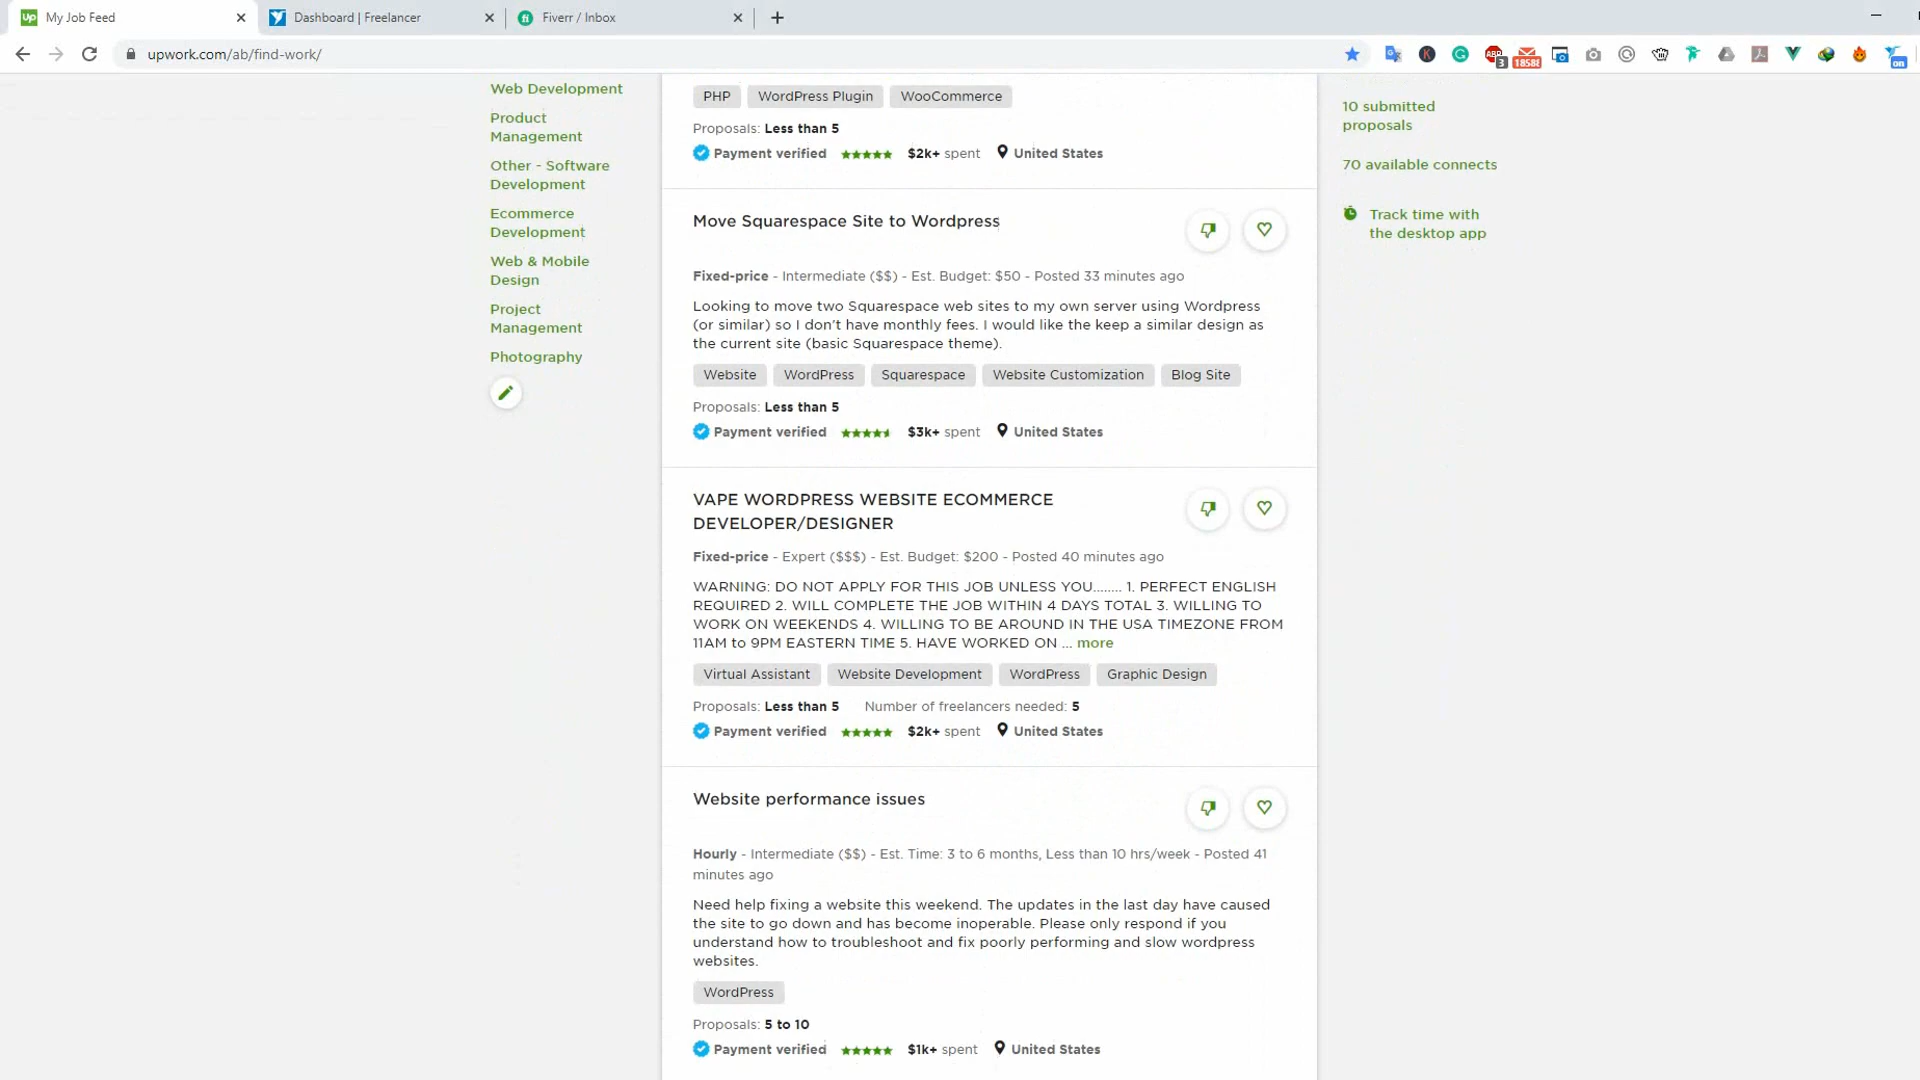 My Job Feed
Dashboard | Freelancer
Fiverr / Inbox
upwork.com/ab/find-work/
ABP
3
18588
on
Web Development
Product
Management
Other - Software
Development
Ecommerce
Development
Web & Mobile
Design
Project
Management
Photography
PHP WordPress Plugin WooCommerce
Proposals: Less than 5
Payment verified $2k+ spent United States
Move Squarespace Site to Wordpress
Fixed-price - Intermediate ($$) - Est. Budget: $50 - Posted 33 minutes ago
Looking to move two Squarespace web sites to my own server using Wordpress
(or similar) so I don't have monthly fees. I would like the keep a similar design as
the current site (basic Squarespace theme).
Website WordPress Squarespace Website Customization Blog Site
Proposals: Less than 5
Payment verified $3k+ spent United States
VAPE WORDPRESS WEBSITE ECOMMERCE
DEVELOPER/DESIGNER
Fixed-price - Expert ($$$) - Est. Budget: $200 - Posted 40 minutes ago
WARNING: DO NOT APPLY FOR THIS JOB UNLESS YOU........ 1. PERFECT ENGLISH
REQUIRED 2. WILL COMPLETE THE JOB WITHIN 4 DAYS TOTAL 3. WILLING TO
WORK ON WEEKENDS 4. WILLING TO BE AROUND IN THE USA TIMEZONE FROM
11AM to 9PM EASTERN TIME 5. HAVE WORKED ON ... more
Virtual Assistant Website Development WordPress Graphic Design
Proposals: Less than 5 Number of freelancers needed: 5
Payment verified $2k+ spent United States
Website performance issues
Hourly - Intermediate ($$) - Est. Time: 3 to 6 months, Less than 10 hrs/week - Posted 41
minutes ago
Need help fixing a website this weekend. The updates in the last day have caused
the site to go down and has become inoperable. Please only respond if you
understand how to troubleshoot and fix poorly performing and slow wordpress
websites.
WordPress
Proposals: 5 to 10
Payment verified $1k+ spent United States
10 submitted
proposals
70 available connects
Track time with
the desktop app